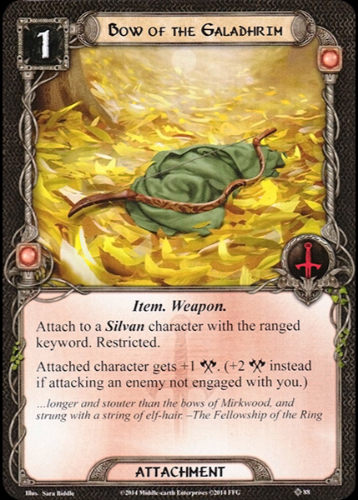 1
BOW OF THE GALADHRIM
Item. Weapon.
Attach to a Silvan character with the ranged
keyword. Restricted.
Attached character gets +1 . (+2 instead
if attacking an enemy not engaged with you.)
...longer and stouter than the bows of Mirkwood, and
strung with a string of elf-hair. –The Fellowship of the Ring
ATTACHMENT
Illus. Sara Biddle
©2014 Middle-earth Enterprises ©2014 FFG
88